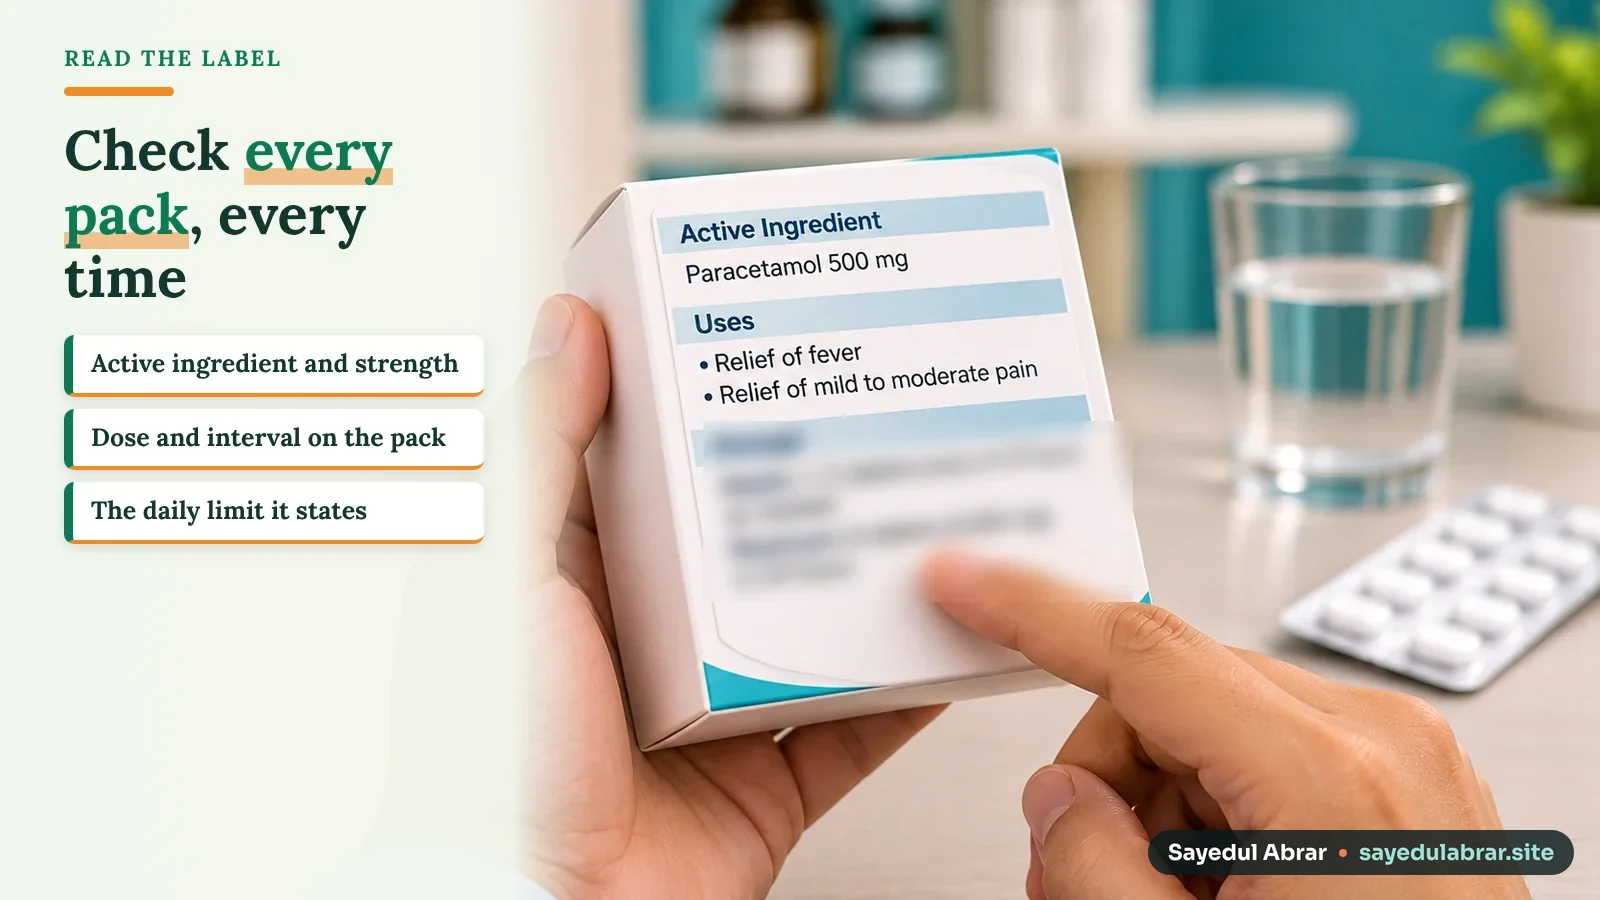 READ THE LABEL
Check every
pack, every
time
Active ingredient and strength
Dose and interval on the pack
The daily limit it states
Active Ingredient
Paracetamol 500 mg
Uses
• Relief of fever
• Relief of mild to moderate pain
Sayedul Abrar • sayedulabrar.site